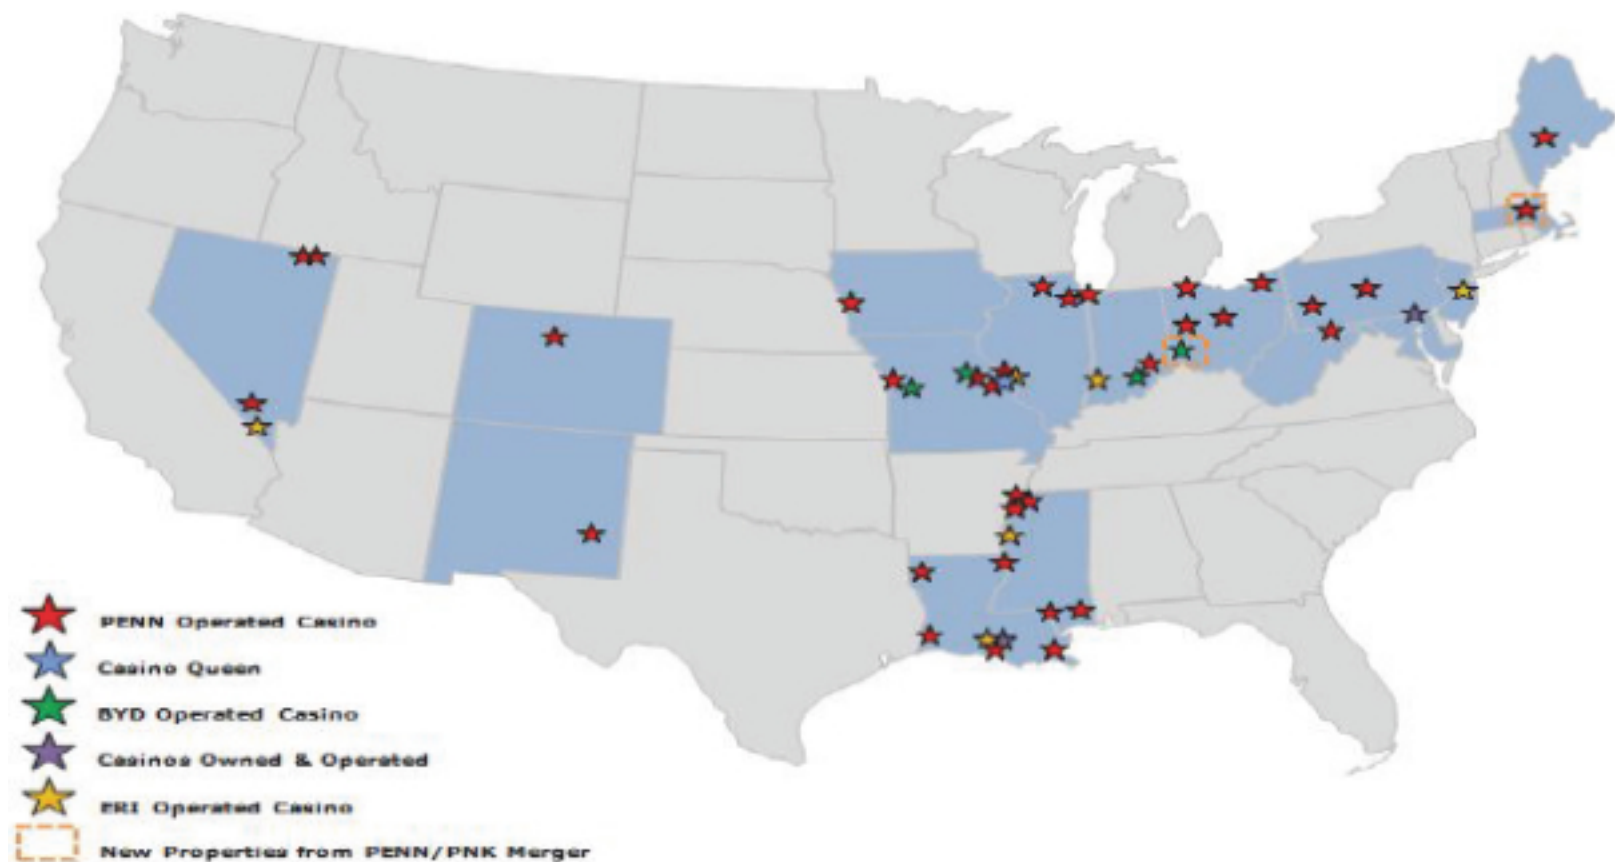 PENN Operated Casino
Casino Queen
BYD Operated Casino
Casinos Owned & Operated
ERI Operated Casino
New Properties from PENN/PNK Merger